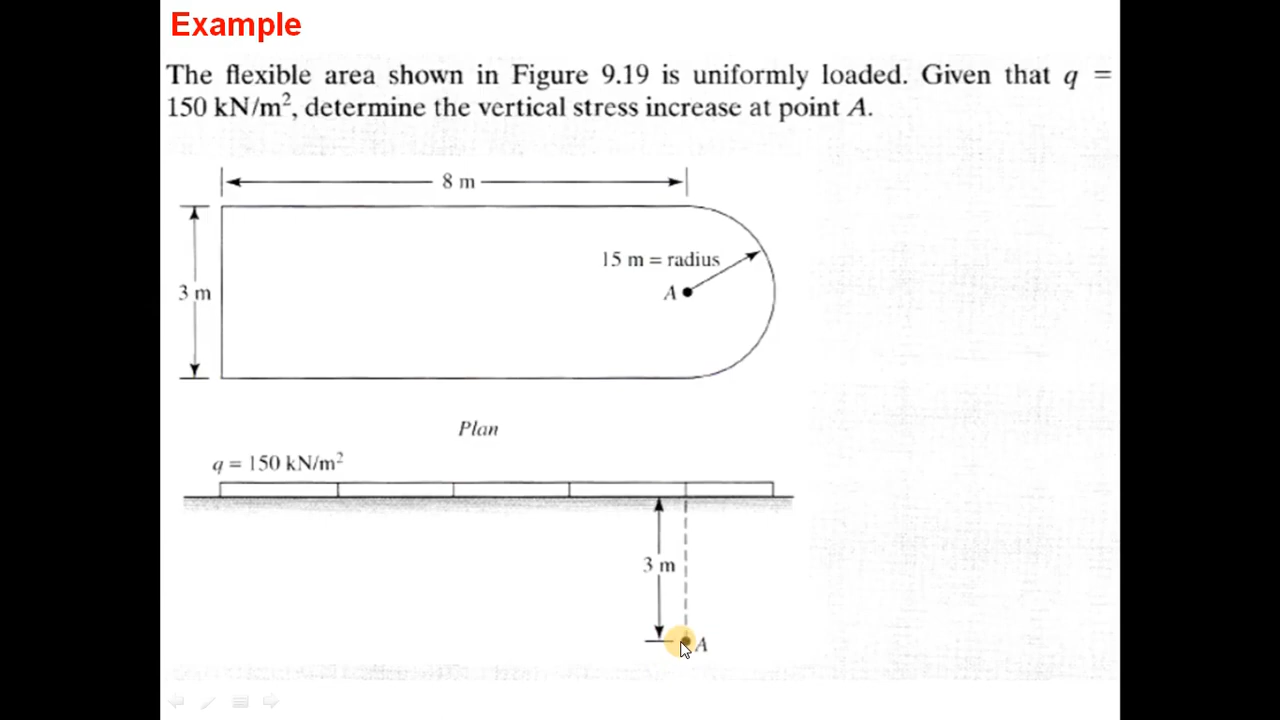 Example
The flexible area shown in Figure 9.19 is uniformly loaded. Given that q =
150 kN/m², determine the vertical stress increase at point A.
8 m
15 m = radius
3 m
A
Plan
q = 150 kN/m²
3 m
A